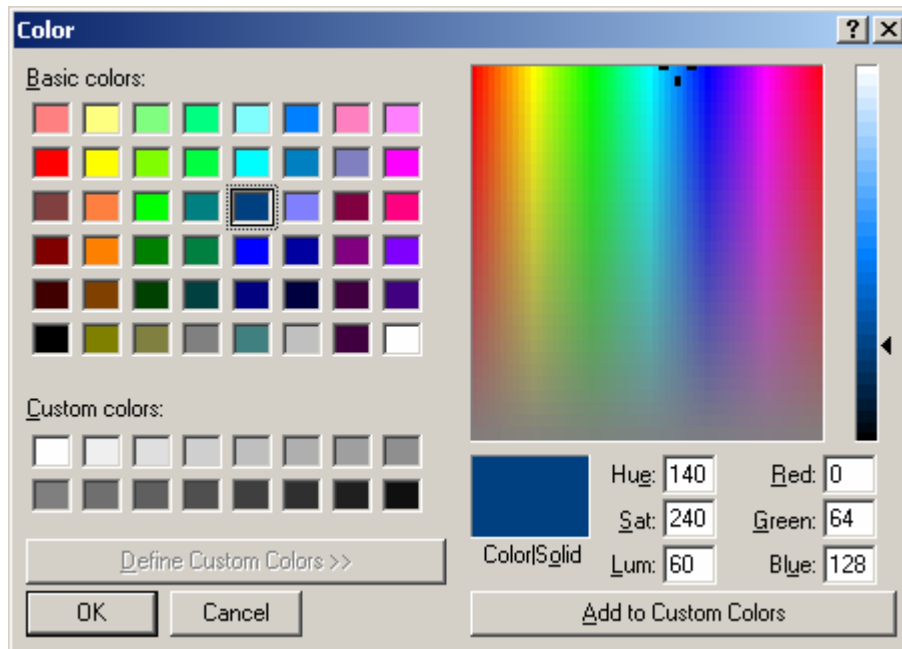 Color
Basic colors:
Custom colors:
Define Custom Colors >>
OK
Cancel
Color|Solid
Hue: 140
Sat: 240
Lum: 60
Red: 0
Green: 64
Blue: 128
Add to Custom Colors